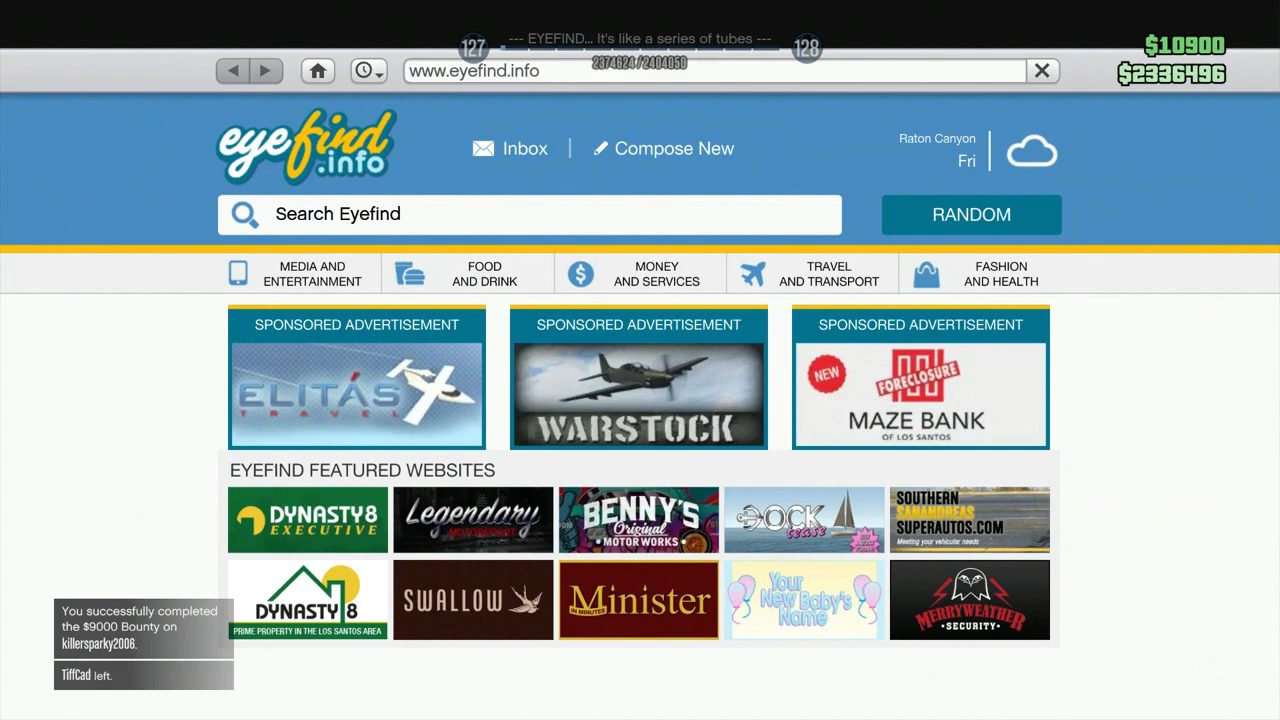 --- EYEFIND... It's like a series of tubes ---
127
128
2374624 / 2404050
$10900
$2336496
www.eyefind.info
eyefind
.info
Inbox
Compose New
Raton Canyon
Fri
Search Eyefind
RANDOM
MEDIA AND
ENTERTAINMENT
FOOD
AND DRINK
MONEY
AND SERVICES
TRAVEL
AND TRANSPORT
FASHION
AND HEALTH
SPONSORED ADVERTISEMENT
SPONSORED ADVERTISEMENT
SPONSORED ADVERTISEMENT
ELITÁS
TRAVEL
WARSTOCK
NEW
FORECLOSURE
MAZE BANK
OF LOS SANTOS
EYEFIND FEATURED WEBSITES
DYNASTY 8
EXECUTIVE
Legendary
MOTORSPORT
BENNY'S
Original
MOTOR WORKS
DOCK
tease
SOUTHERN
SANANDREAS
SUPERAUTOS.COM
Meeting your vehicular needs
DYNASTY 8
PRIME PROPERTY IN THE LOS SANTOS AREA
SWALLOW
IN MINUTES
Minister
Your
New Baby's
Name
MERRYWEATHER
SECURITY
You successfully completed
the $9000 Bounty on
killersparky2006.
TiffCad left.